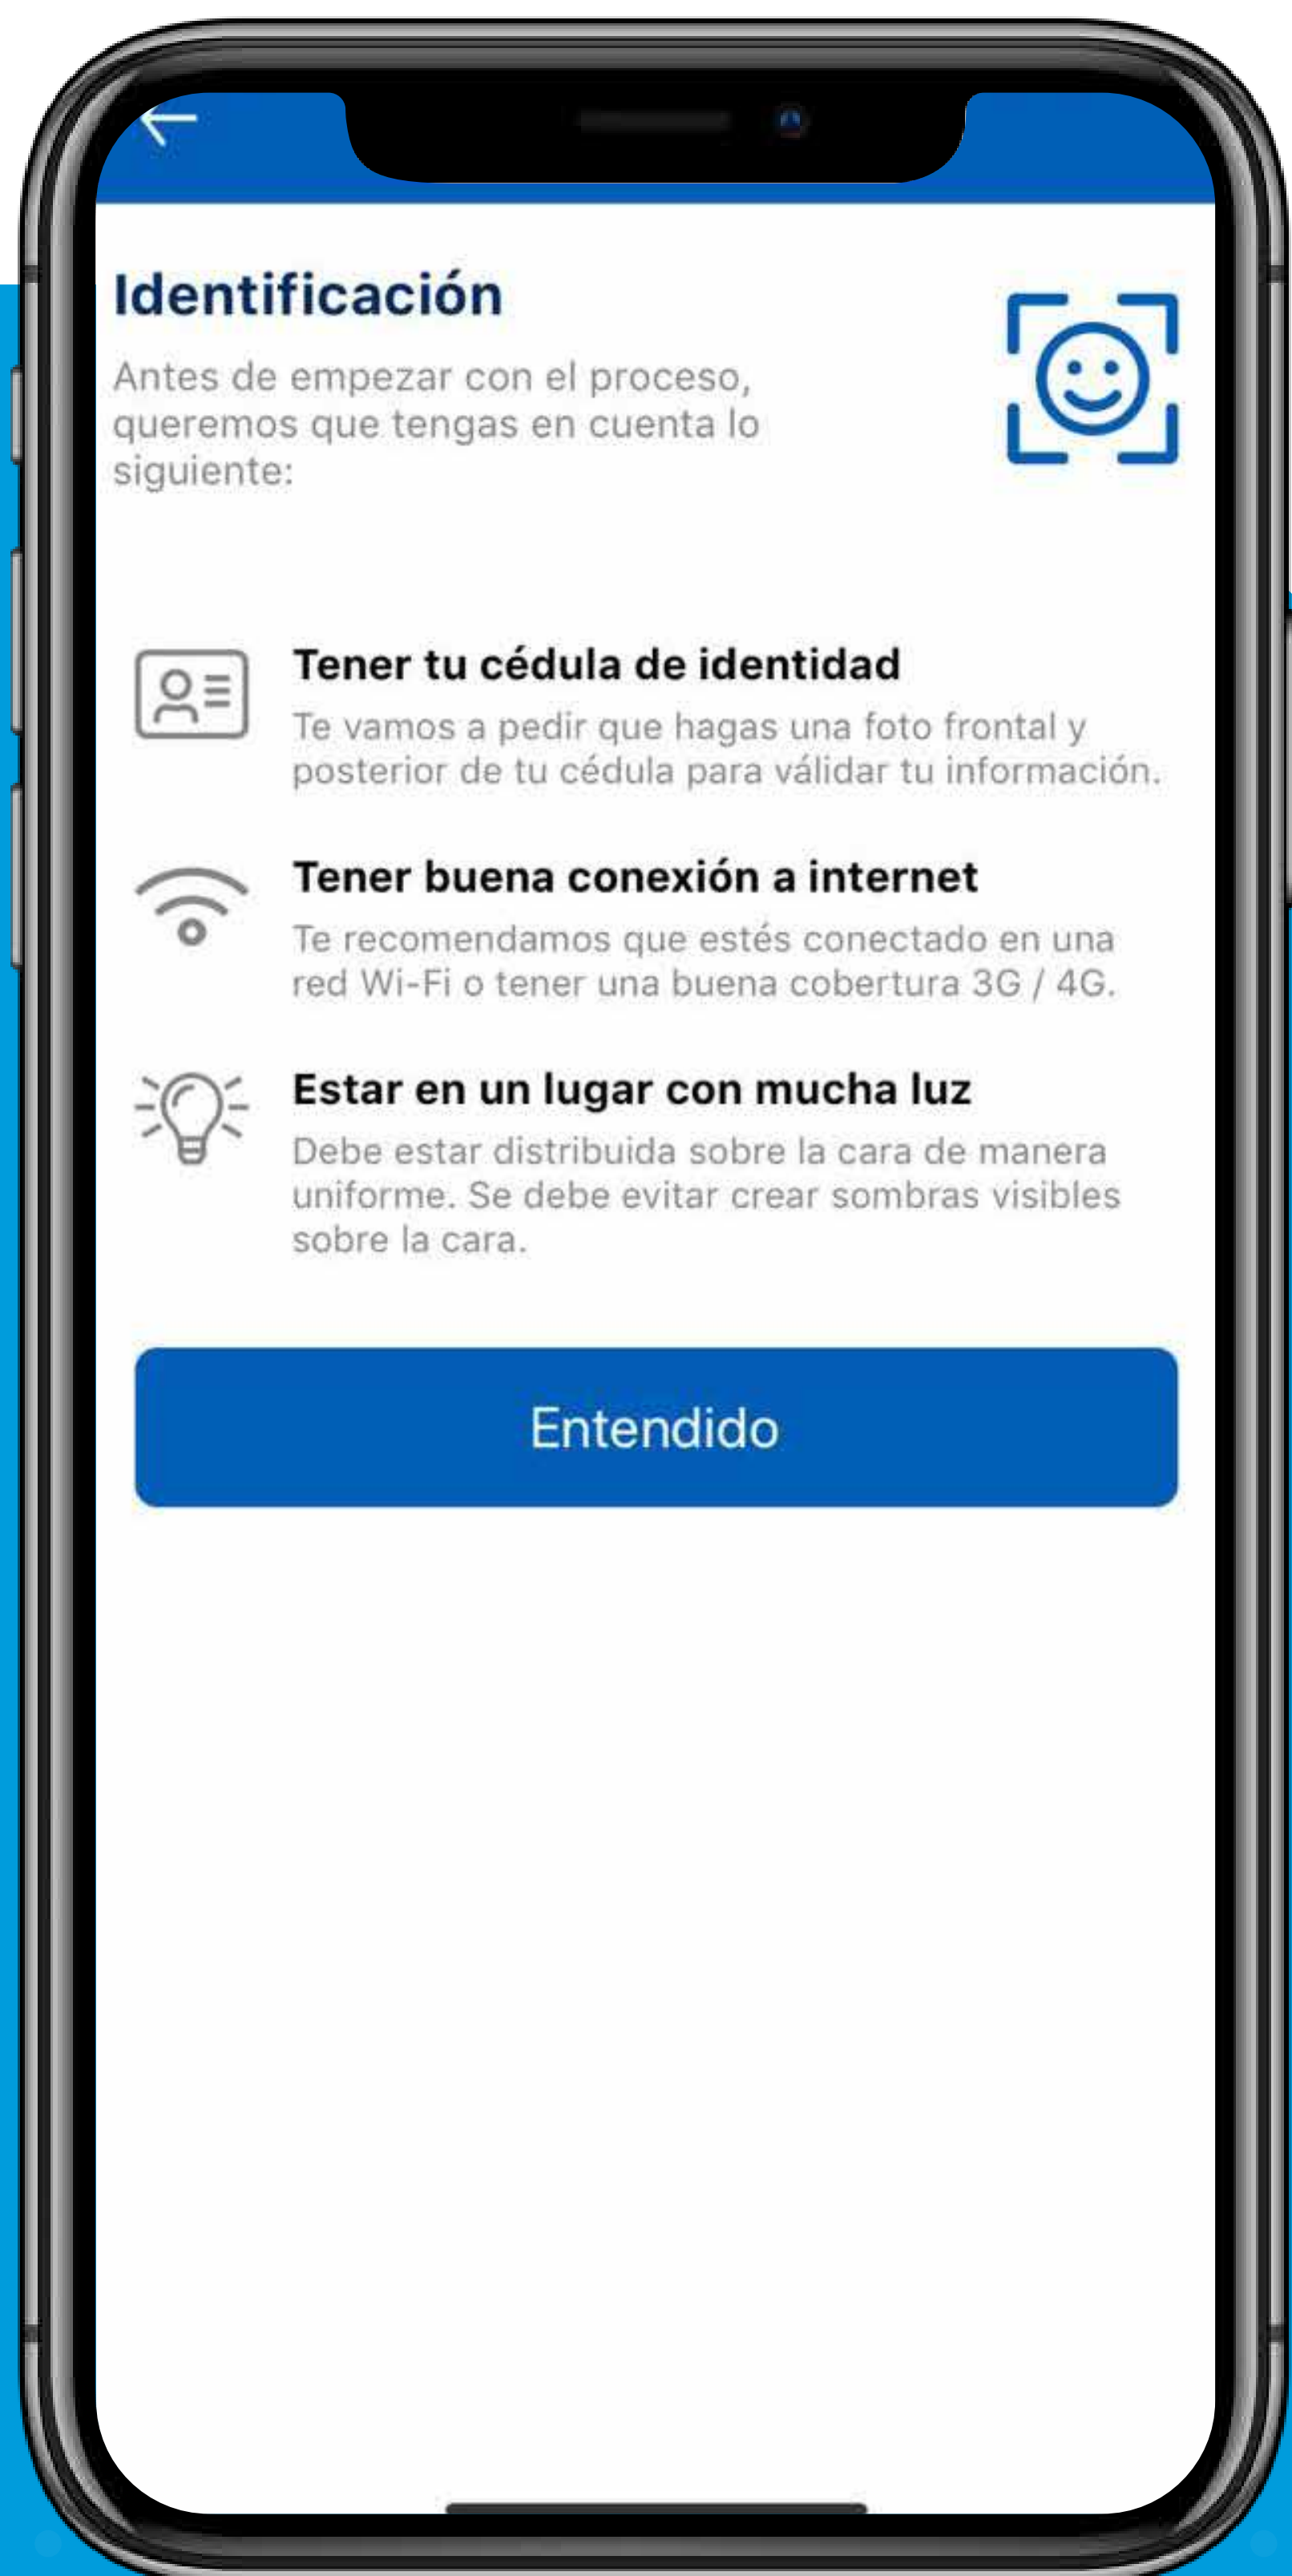 Identificación
Antes de empezar con el proceso,
queremos que tengas en cuenta lo
siguiente:
Tener tu cédula de identidad
Te vamos a pedir que hagas una foto frontal y
posterior de tu cédula para válidar tu información.
Tener buena conexión a internet
Te recomendamos que estés conectado en una
red Wi-Fi o tener una buena cobertura 3G / 4G.
Estar en un lugar con mucha luz
Debe estar distribuida sobre la cara de manera
uniforme. Se debe evitar crear sombras visibles
sobre la cara.
Entendido